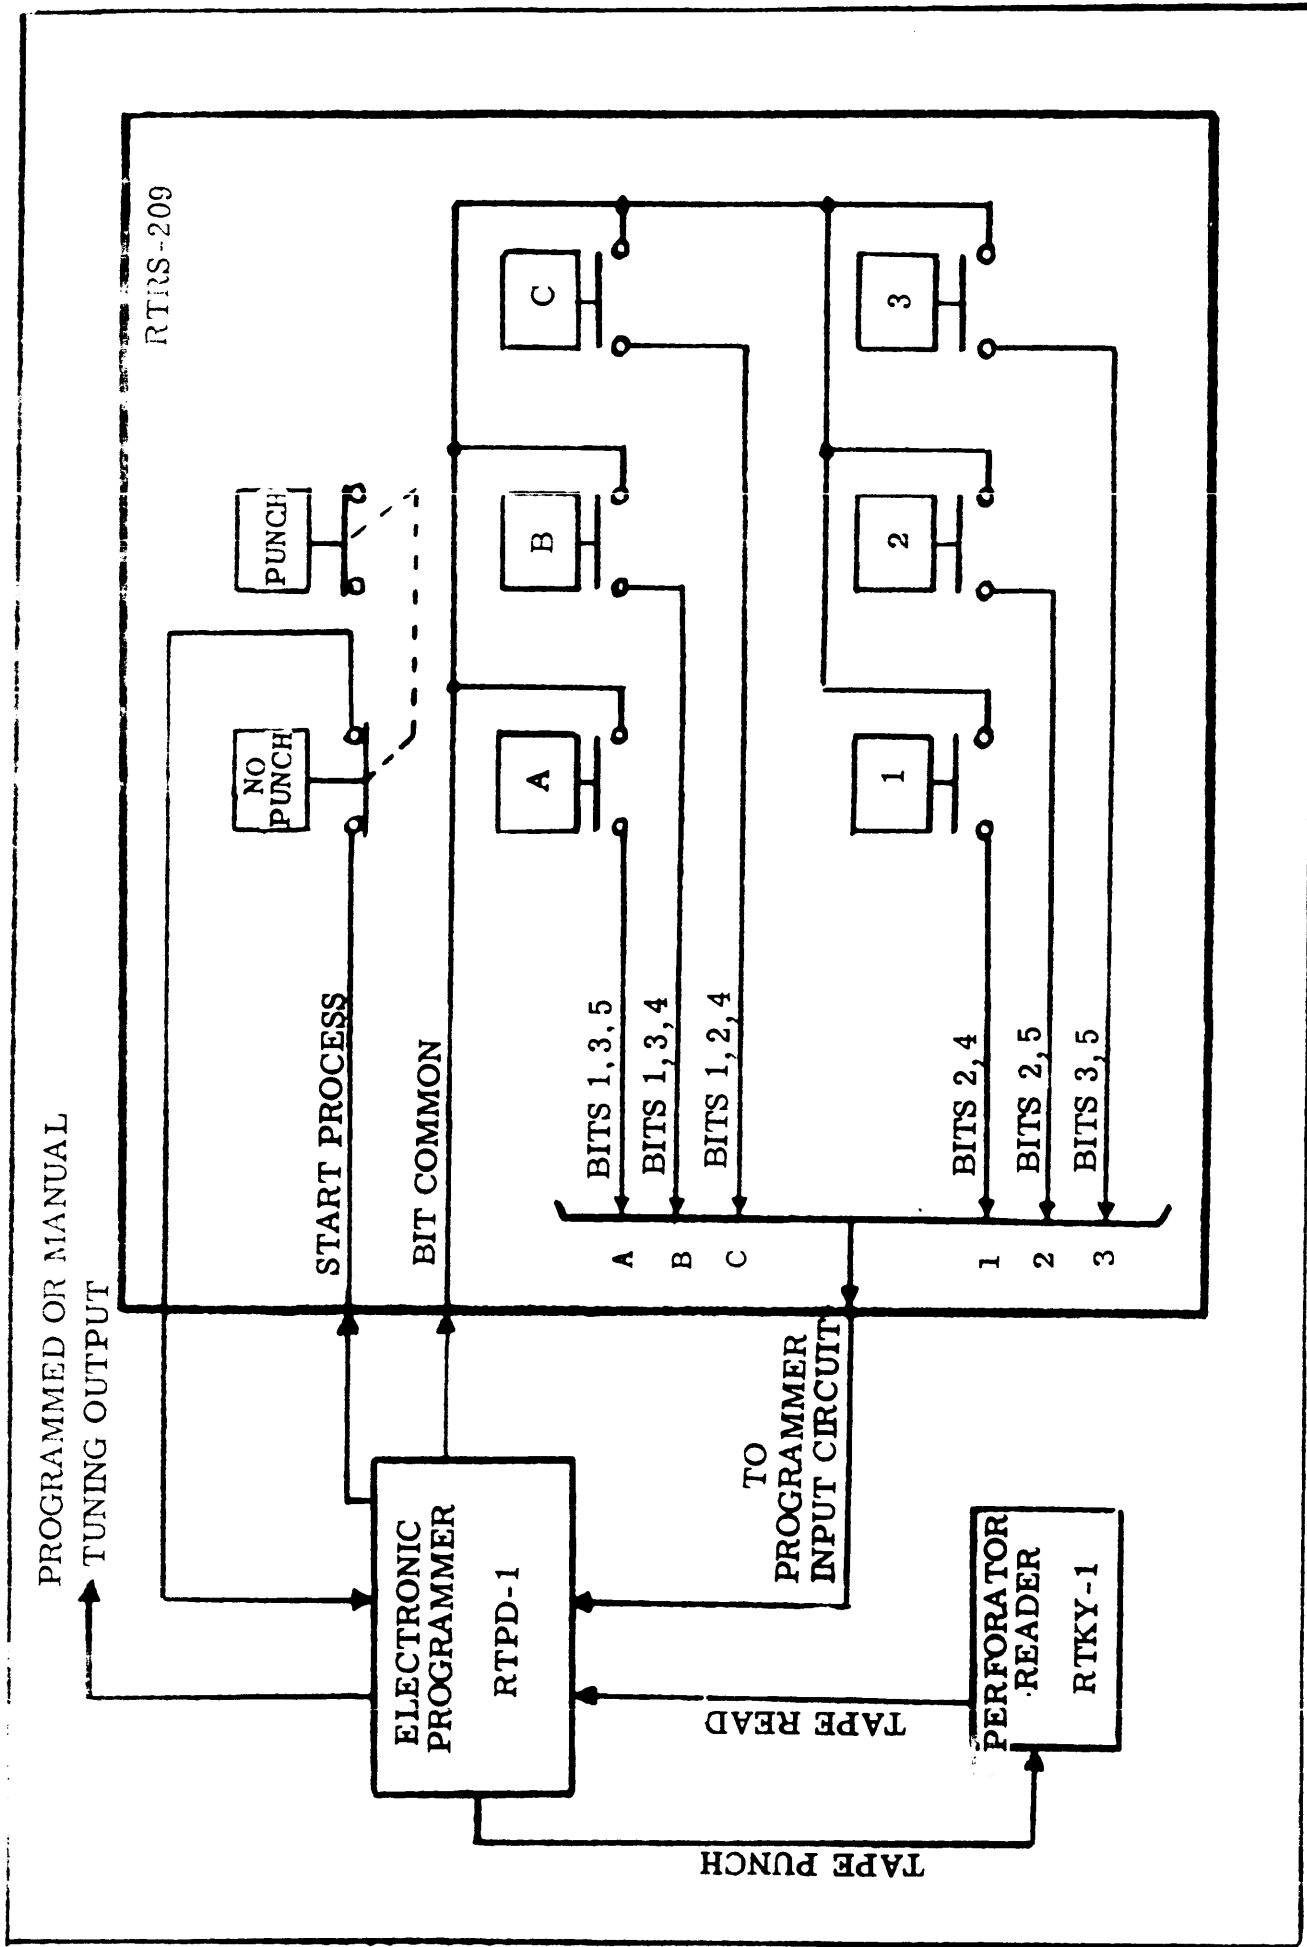 PROGRAMMED OR MANUAL
TUNING OUTPUT
RTRS-209
NO
PUNCH
PUNCH
START PROCESS
BIT COMMON
A
B
C
BITS 1,3,5
BITS 1,3,4
BITS 1,2,4
A
B
C
1
2
3
BITS 2,4
BITS 2,5
BITS 3,5
1
2
3
ELECTRONIC
PROGRAMMER
RTPD-1
TO
PROGRAMMER
INPUT CIRCUIT
TAPE READ
TAPE PUNCH
PERFORATOR
READER
RTKY-1